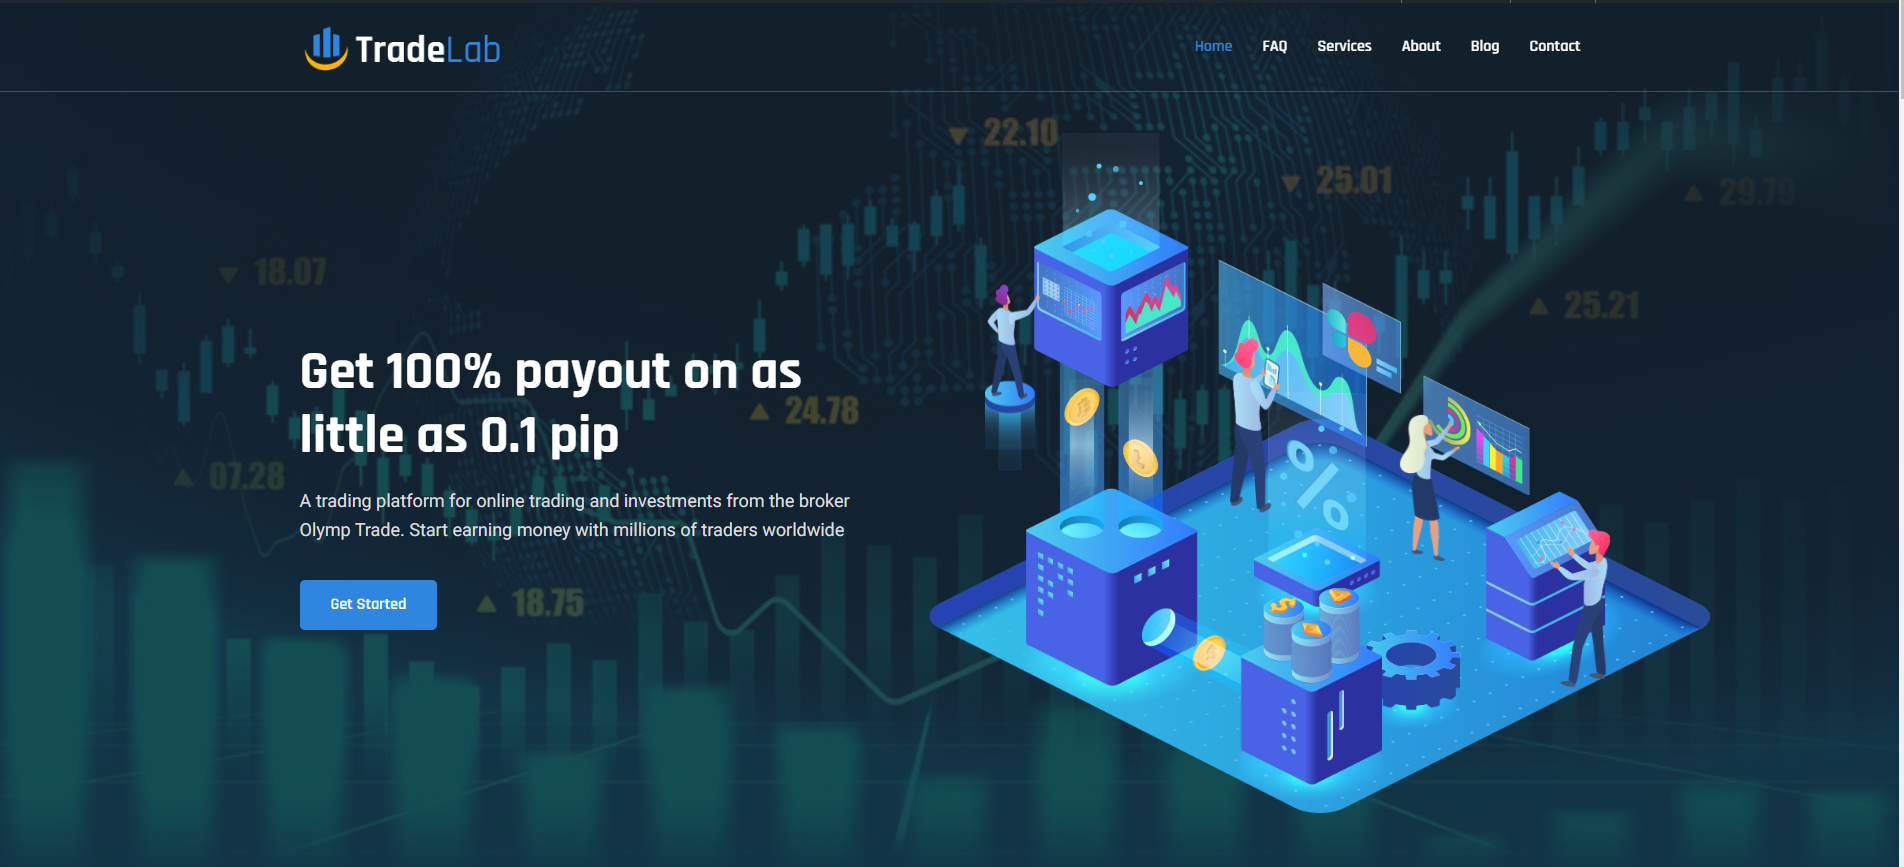 TradeLab
Home FAQ Services About Blog Contact
22.10
25.01
29.79
18.07
25.21
Get 100% payout on as
little as 0.1 pip
24.78
07.28
A trading platform for online trading and investments from the broker
Olymp Trade. Start earning money with millions of traders worldwide
%
Get Started
18.75